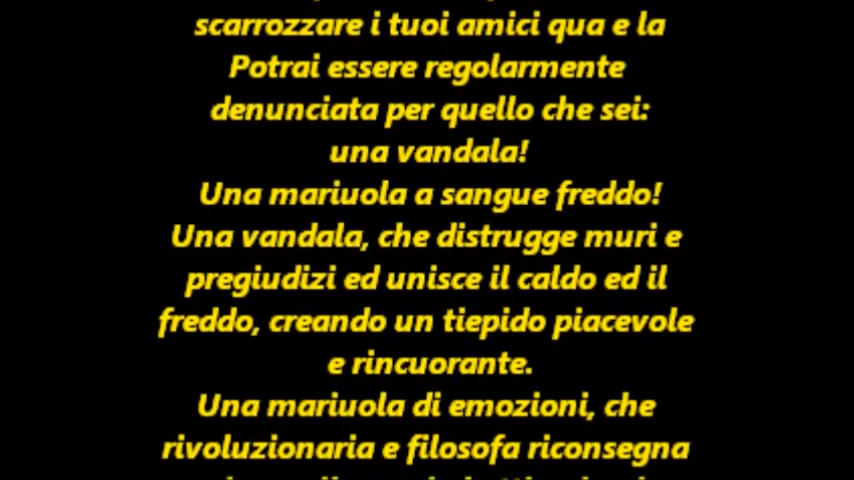 scarrozzare i tuoi amici qua e la
Potrai essere regolarmente
denunciata per quello che sei:
una vandala!
Una mariuola a sangue freddo!
Una vandala, che distrugge muri e
pregiudizi ed unisce il caldo ed il
freddo, creando un tiepido piacevole
e rincuorante.
Una mariuola di emozioni, che
rivoluzionaria e filosofa riconsegna